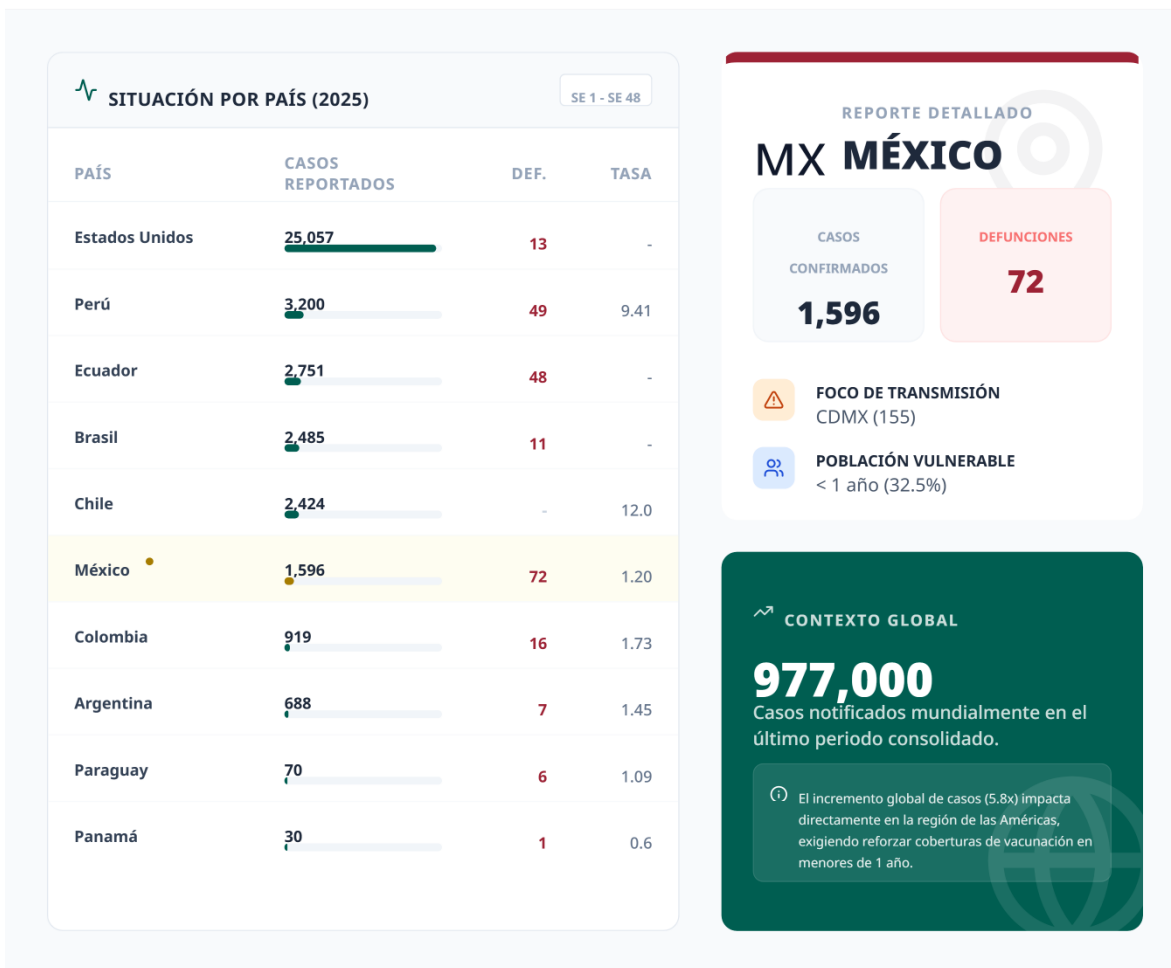 SITUACIÓN POR PAÍS (2025)
SE 1 - SE 48
PAÍS CASOS REPORTADOS DEF. TASA
Estados Unidos 25,057 13 -
Perú 3,200 49 9.41
Ecuador 2,751 48 -
Brasil 2,485 11 -
Chile 2,424 - 12.0
México 1,596 72 1.20
Colombia 919 16 1.73
Argentina 688 7 1.45
Paraguay 70 6 1.09
Panamá 30 1 0.6
REPORTE DETALLADO
MX MÉXICO
CASOS
CONFIRMADOS
1,596
DEFUNCIONES
72
FOCO DE TRANSMISIÓN
CDMX (155)
POBLACIÓN VULNERABLE
< 1 año (32.5%)
CONTEXTO GLOBAL
977,000
Casos notificados mundialmente en el
último periodo consolidado.
El incremento global de casos (5.8x) impacta
directamente en la región de las Américas,
exigiendo reforzar coberturas de vacunación en
menores de 1 año.